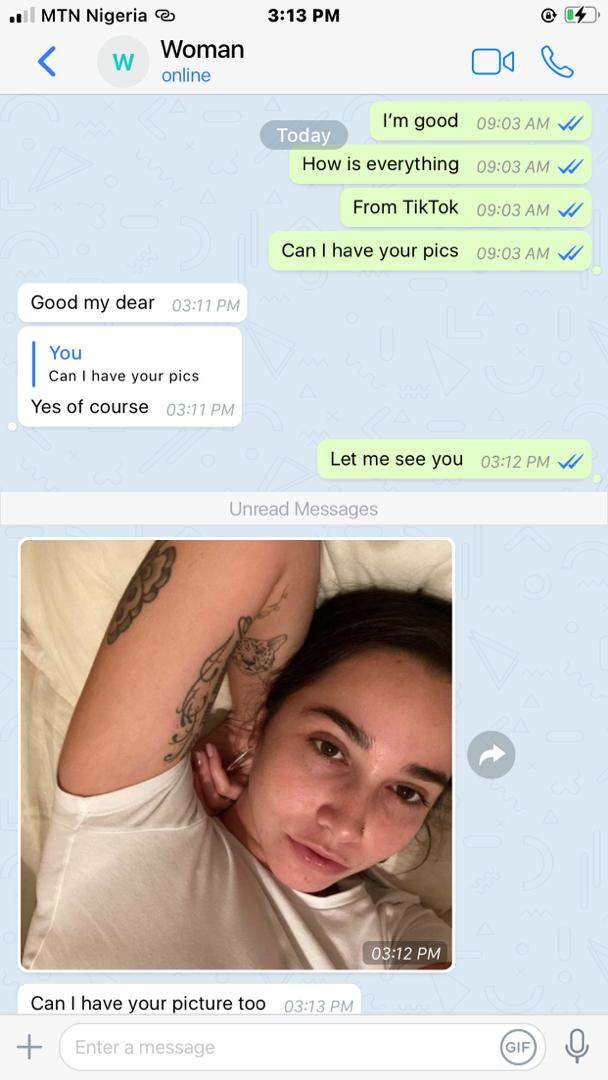 MTN Nigeria 3:13 PM
W
Woman
online
I'm good 09:03 AM
Today
How is everything 09:03 AM
From TikTok 09:03 AM
Can I have your pics 09:03 AM
Good my dear 03:11 PM
You
Can I have your pics
Yes of course 03:11 PM
Let me see you 03:12 PM
Unread Messages
03:12 PM
Can I have your picture too 03:13 PM
Enter a message GIF